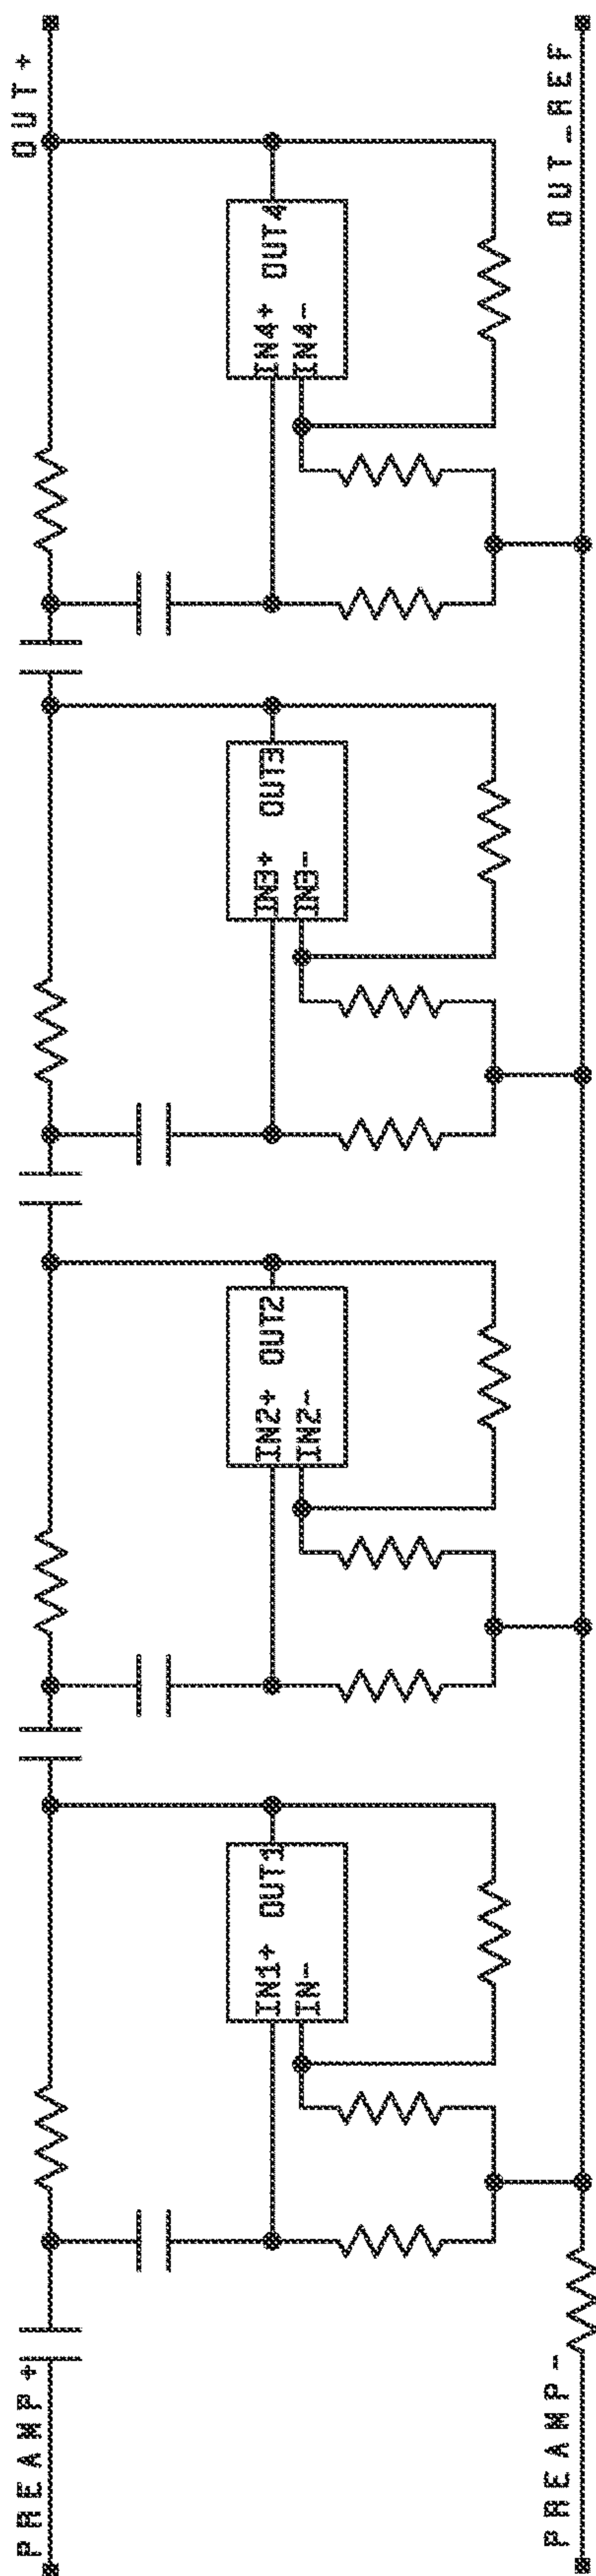 PREAMP+
PREAMP-
IN1+
IN-
OUT1
IN2+
IN2-
OUT2
IN3+
IN3-
OUT3
IN4+
IN4-
OUT4
OUT+
OUT_REF